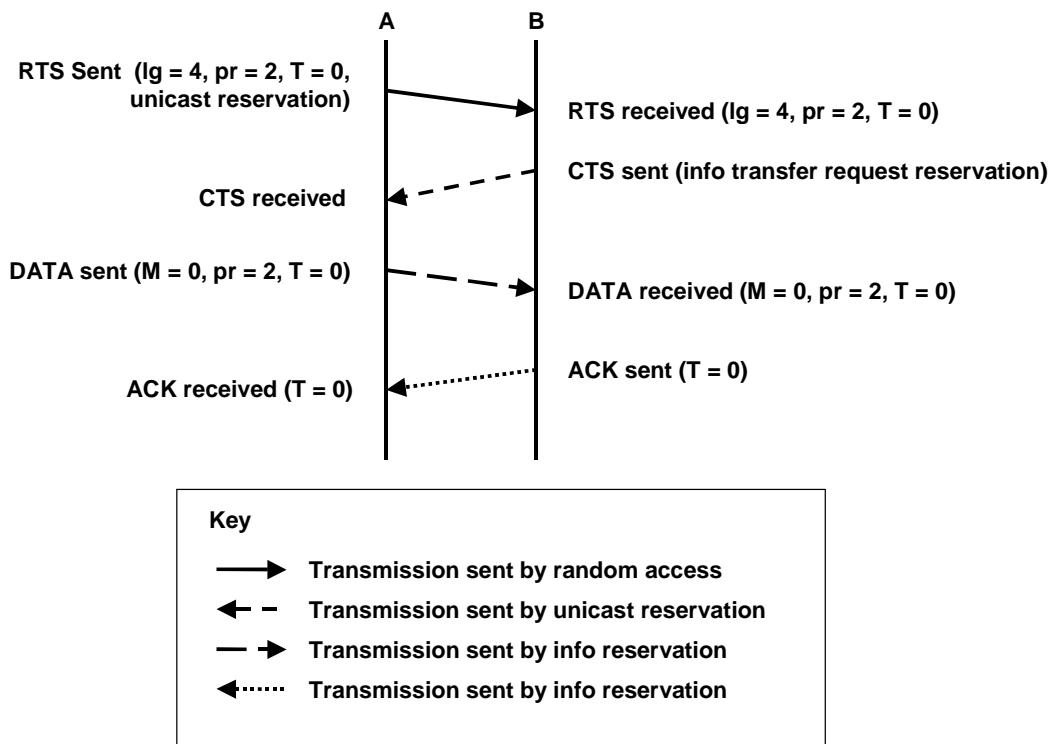 A
B
RTS Sent (lg = 4, pr = 2, T = 0,
unicast reservation)
RTS received (lg = 4, pr = 2, T = 0)
CTS sent (info transfer request reservation)
CTS received
DATA sent (M = 0, pr = 2, T = 0)
DATA received (M = 0, pr = 2, T = 0)
ACK sent (T = 0)
ACK received (T = 0)
Key
Transmission sent by random access
Transmission sent by unicast reservation
Transmission sent by info reservation
Transmission sent by info reservation